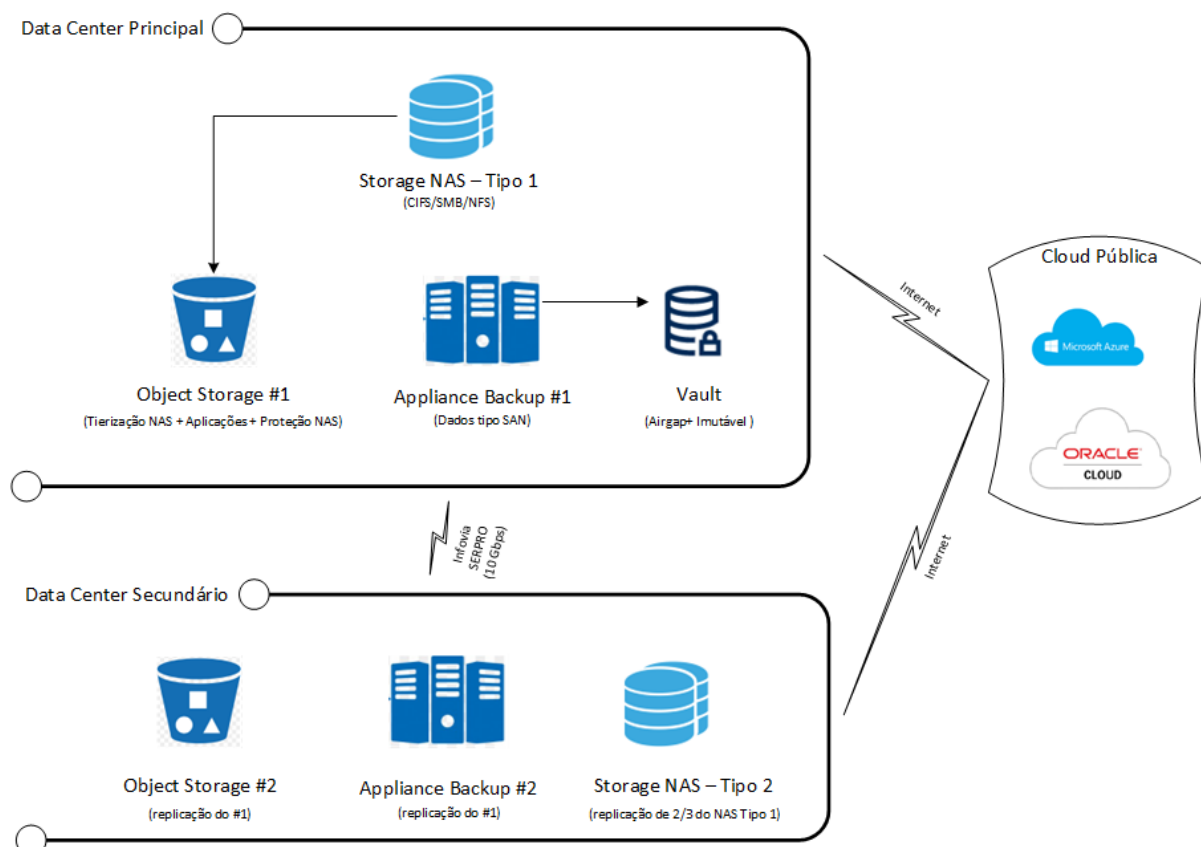 Data Center Principal
Storage NAS – Tipo 1
(CIFS/SMB/NFS)
Object Storage #1
(Tierização NAS + Aplicações + Proteção NAS)
Appliance Backup #1
(Dados tipo SAN)
Vault
(Airgap+ Imutável )
Internet
Cloud Pública
Microsoft Azure
ORACLE
CLOUD
Infovia
SERPRO
(10 Gbps)
Internet
Data Center Secundário
Object Storage #2
(replicação do #1)
Appliance Backup #2
(replicação do #1)
Storage NAS – Tipo 2
(replicação de 2/3 do NAS Tipo 1)